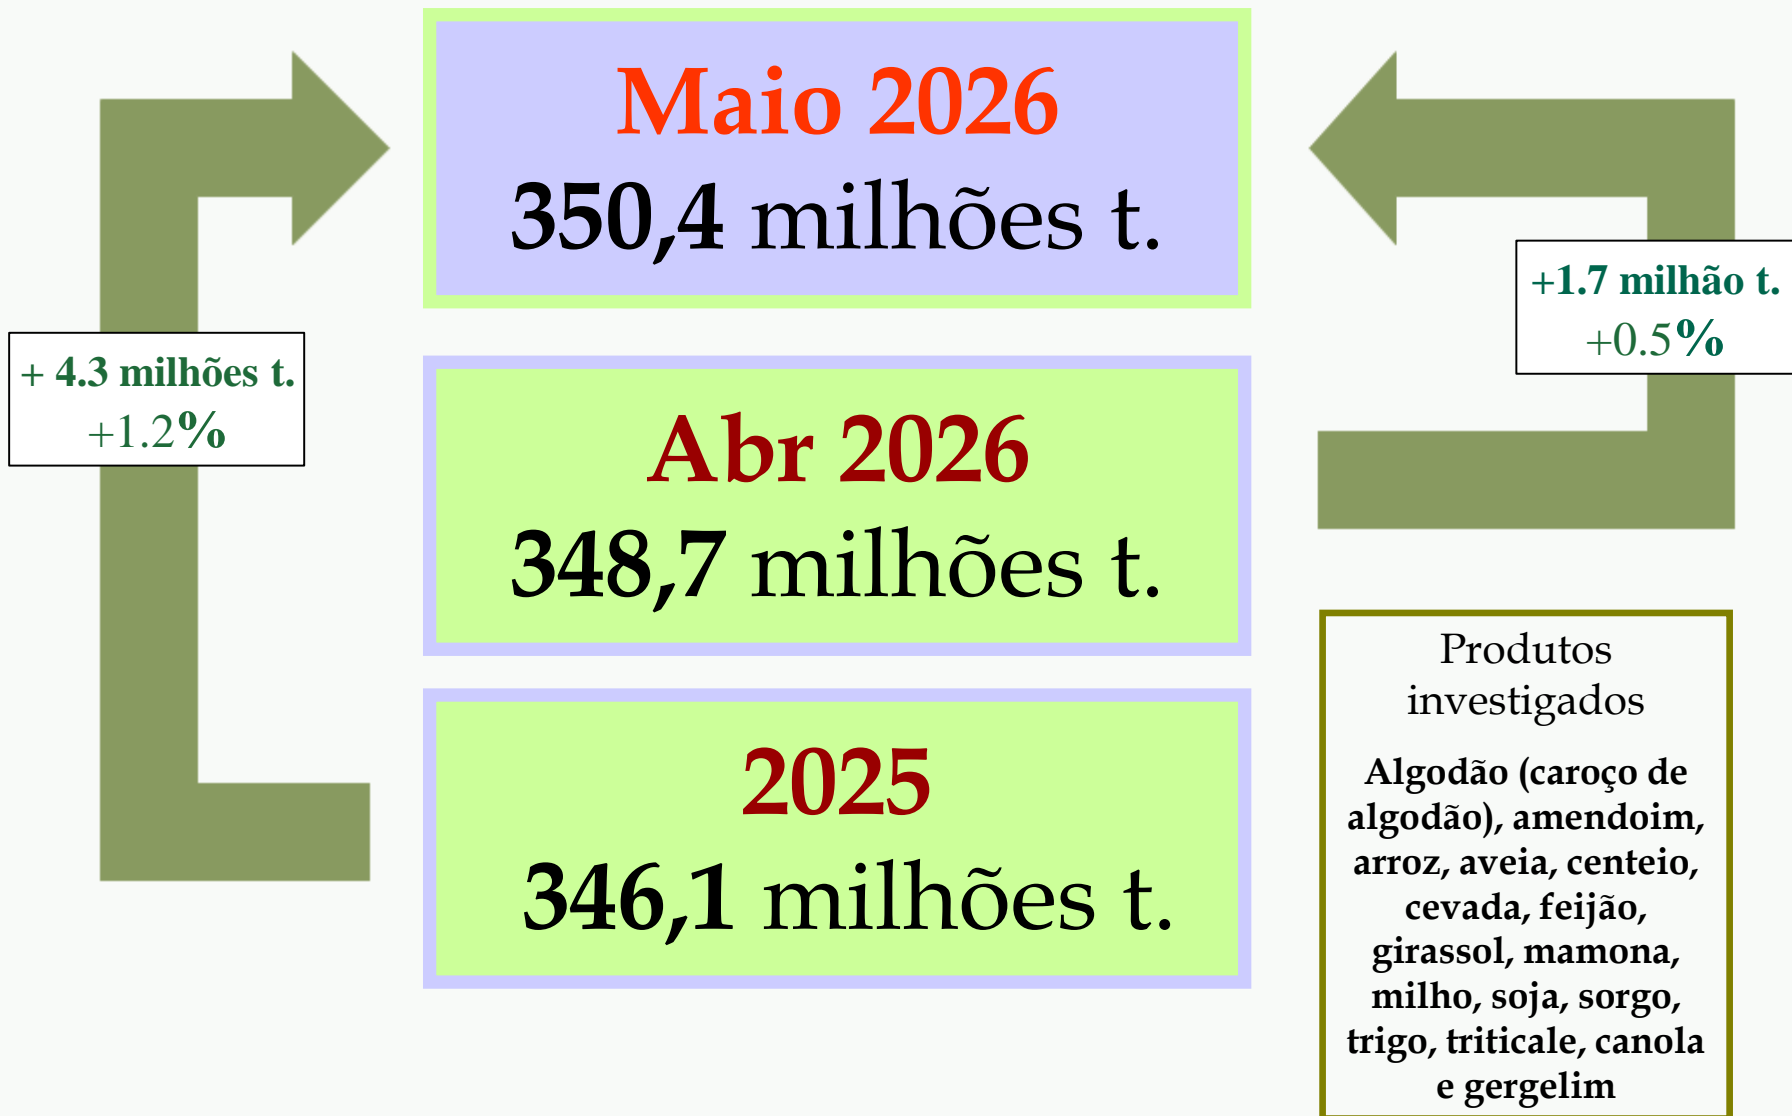 Maio 2026
350,4 milhões t.
+ 4.3 milhões t.
+1.2%
+1.7 milhão t.
+0.5%
Abr 2026
348,7 milhões t.
2025
346,1 milhões t.
Produtos
investigados
Algodão (caroço de
algodão), amendoim,
arroz, aveia, centeio,
cevada, feijão,
girassol, mamona,
milho, soja, sorgo,
trigo, triticale, canola
e gergelim